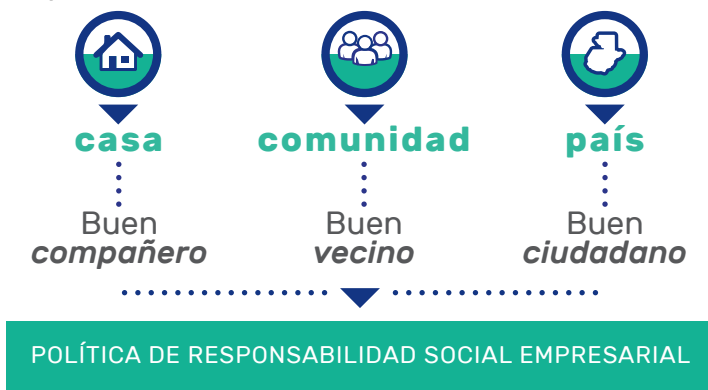 casa
comunidad
país
Buen
compañero
Buen
vecino
Buen
ciudadano
POLÍTICA DE RESPONSABILIDAD SOCIAL EMPRESARIAL